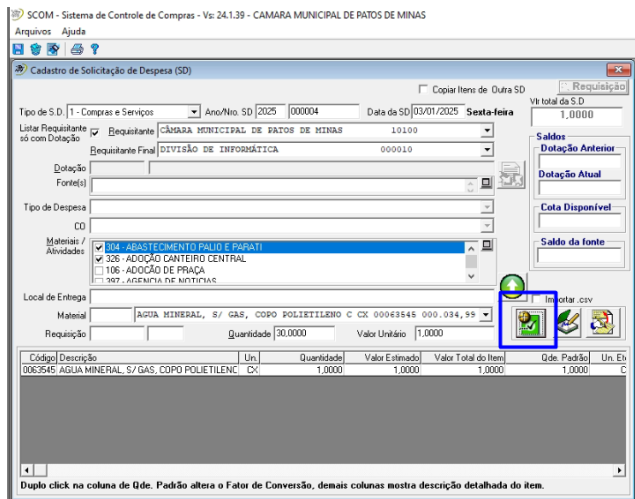 SCOM - Sistema de Controle de Compras - Vs: 24.1.39 - CAMARA MUNICIPAL DE PATOS DE MINAS
Arquivos Ajuda
Cadastro de Solicitação de Despesa (SD)
Copiar Itens de Outra SD
Requisição
Tipo de S.D. 1 - Compras e Serviços Ano/Nro. SD 2025 000004 Data da SD 03/01/2025 Sexta-feira
Vlr total da S.D
1,0000
Listar Requisitante só com Dotação
Requisitante CÂMARA MUNICIPAL DE PATOS DE MINAS 10100
Requisitante Final DIVISÃO DE INFORMÁTICA 000010
Saldos
Dotação Anterior
Dotação
Fonte(s)
Dotação Atual
Tipo de Despesa
Cota Disponível
CO
Materiais / Atividades
304 - ABASTECIMENTO PALIO E PARATI
326 - ADOÇÃO CANTEIRO CENTRAL
106 - ADOCÃO DE PRAÇA
397 - AGENCIA DE NOTICIAS
Saldo da fonte
Local de Entrega
Importar .csv
Material AGUA MINERAL, S/ GAS, COPO POLIETILENO C CX 00063545 000.034,99
Requisição Quantidade 30,0000 Valor Unitário 1,0000
Código Descrição Un. Quantidade Valor Estimado Valor Total do Item Qde. Padrão Un. Et
0063545 AGUA MINERAL, S/ GAS, COPO POLIETILENC CX 1,0000 1,0000 1,0000 1,0000 C
Duplo click na coluna de Qde. Padrão altera o Fator de Conversão, demais colunas mostra descrição detalhada do item.